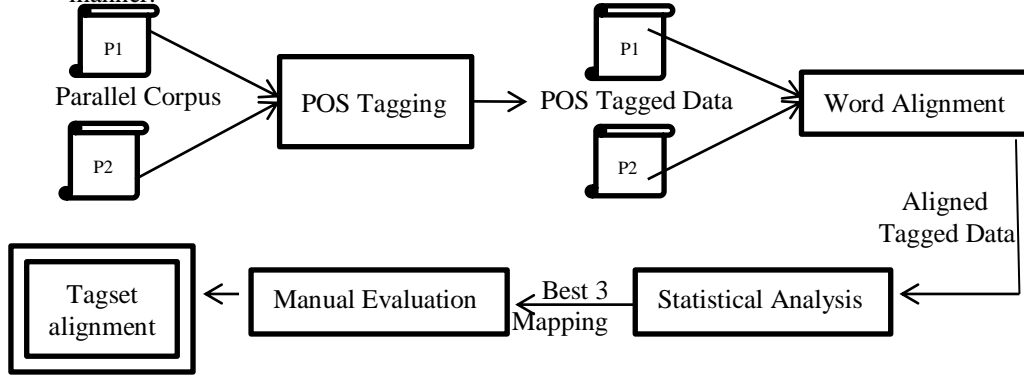 manner.
P1
Parallel Corpus
P2
POS Tagging
P1
POS Tagged Data
P2
Word Alignment
Aligned
Tagged Data
Statistical Analysis
Best 3
Mapping
Manual Evaluation
Tagset
alignment